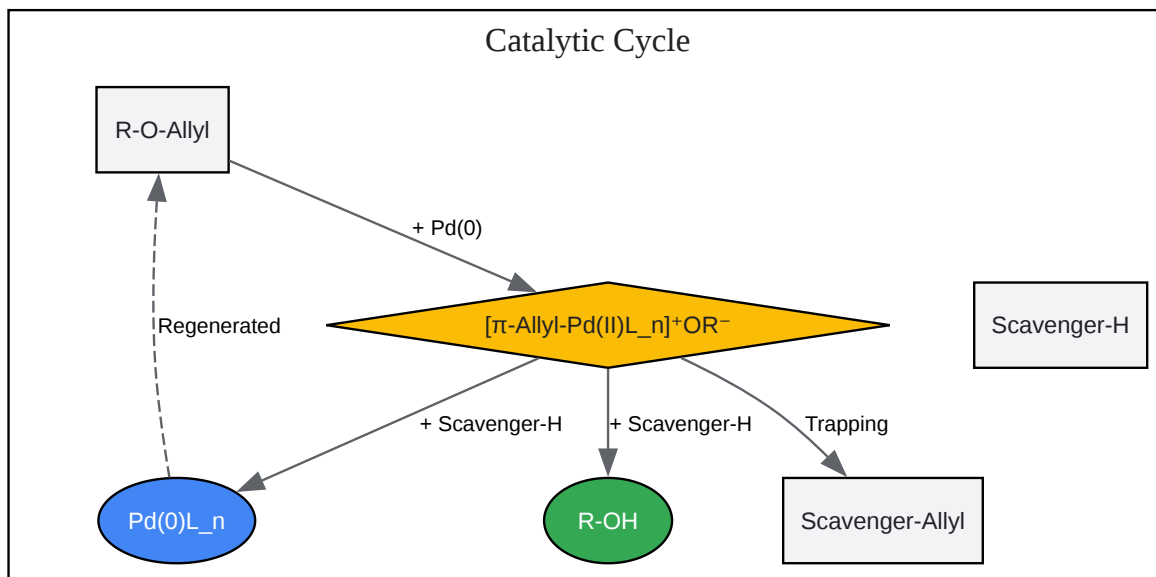 Catalytic Cycle
R-O-Allyl
+ Pd(0)
Regenerated
[π-Allyl-Pd(II)L_n]⁺OR⁻
Scavenger-H
+ Scavenger-H
+ Scavenger-H
Trapping
Pd(0)L_n
R-OH
Scavenger-Allyl